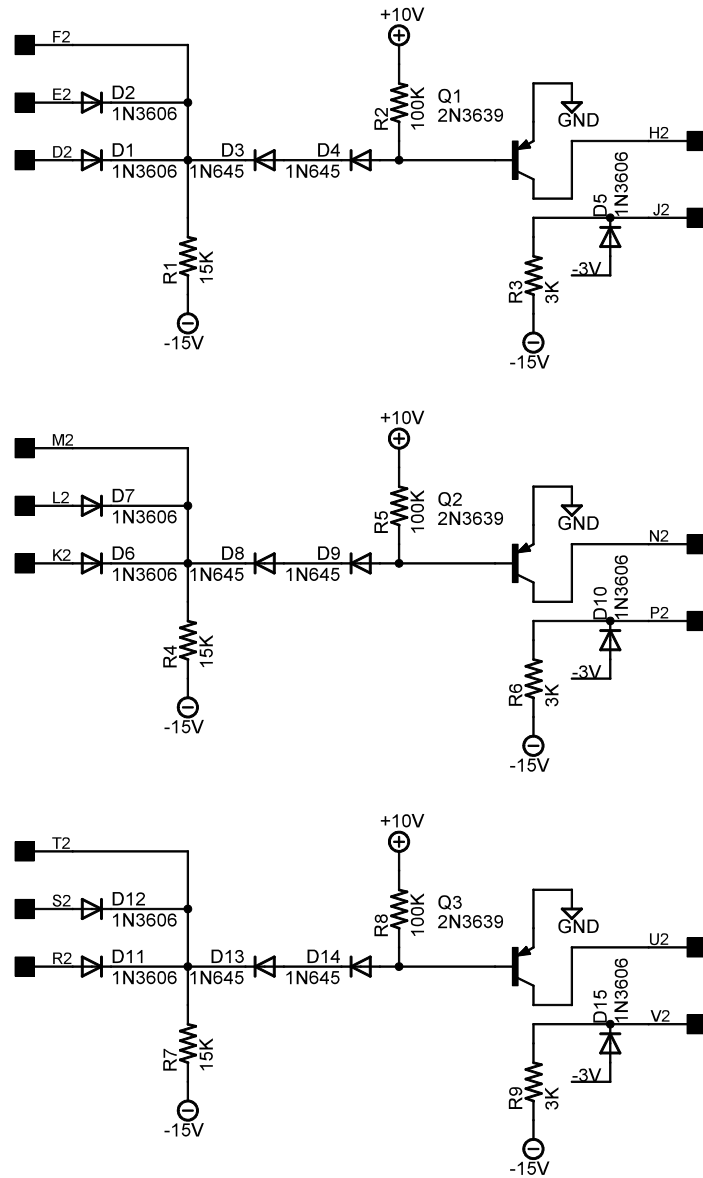 F2
+10V
E2
D2
1N3606
R2
100K
Q1
2N3639
GND
D2
D1
1N3606
D3
1N645
D4
1N645
H2
D5
1N3606
J2
R1
15K
-15V
R3
3K
-3V
-15V
M2
+10V
L2
D7
1N3606
R5
100K
Q2
2N3639
GND
K2
D6
1N3606
D8
1N645
D9
1N645
N2
D10
1N3606
P2
R4
15K
-15V
R6
3K
-3V
-15V
T2
+10V
S2
D12
1N3606
R8
100K
Q3
2N3639
GND
R2
D11
1N3606
D13
1N645
D14
1N645
U2
D15
1N3606
V2
R7
15K
-15V
R9
3K
-3V
-15V